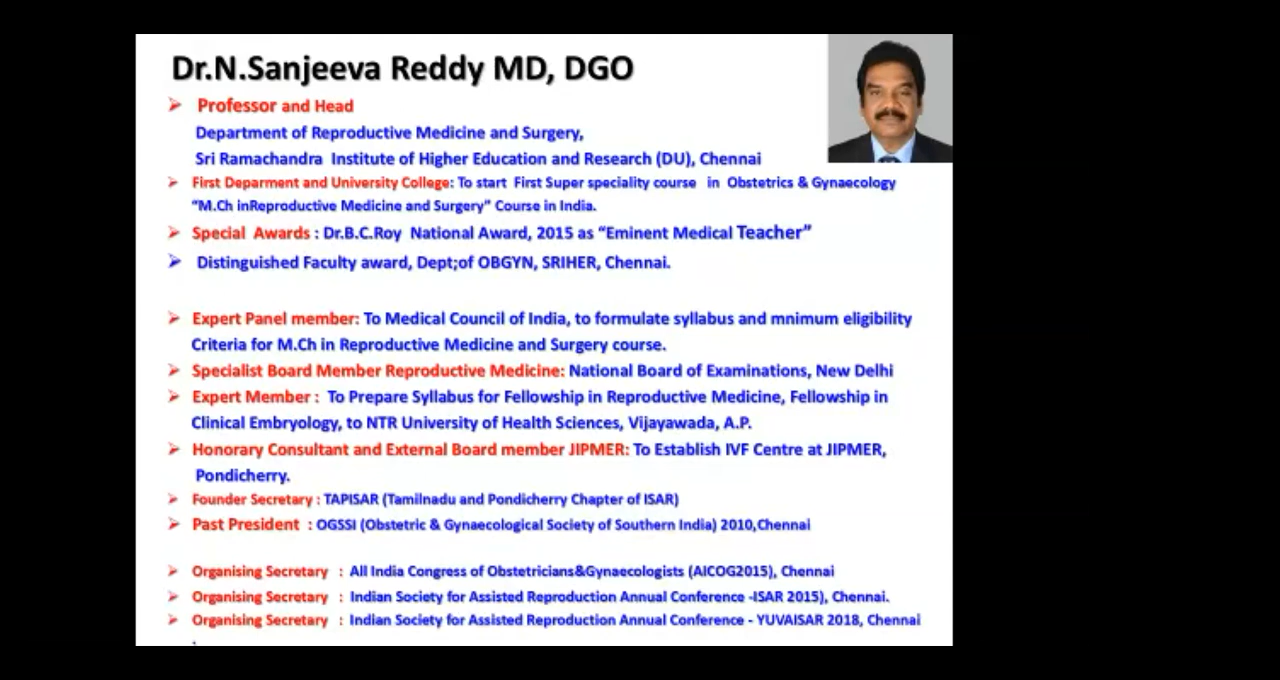 Dr.N.Sanjeeva Reddy MD, DGO
➢ Professor and Head
Department of Reproductive Medicine and Surgery,
Sri Ramachandra Institute of Higher Education and Research (DU), Chennai
➢ First Deparment and University College: To start First Super speciality course in Obstetrics & Gynaecology
“M.Ch inReproductive Medicine and Surgery” Course in India.
➢ Special Awards : Dr.B.C.Roy National Award, 2015 as “Eminent Medical Teacher”
➢ Distinguished Faculty award, Dept;of OBGYN, SRIHER, Chennai.
➢ Expert Panel member: To Medical Council of India, to formulate syllabus and mnimum eligibility
Criteria for M.Ch in Reproductive Medicine and Surgery course.
➢ Specialist Board Member Reproductive Medicine: National Board of Examinations, New Delhi
➢ Expert Member : To Prepare Syllabus for Fellowship in Reproductive Medicine, Fellowship in
Clinical Embryology, to NTR University of Health Sciences, Vijayawada, A.P.
➢ Honorary Consultant and External Board member JIPMER: To Establish IVF Centre at JIPMER,
Pondicherry.
➢ Founder Secretary : TAPISAR (Tamilnadu and Pondicherry Chapter of ISAR)
➢ Past President : OGSSI (Obstetric & Gynaecological Society of Southern India) 2010,Chennai
➢ Organising Secretary : All India Congress of Obstetricians&Gynaecologists (AICOG2015), Chennai
➢ Organising Secretary : Indian Society for Assisted Reproduction Annual Conference -ISAR 2015), Chennai.
➢ Organising Secretary : Indian Society for Assisted Reproduction Annual Conference - YUVAISAR 2018, Chennai